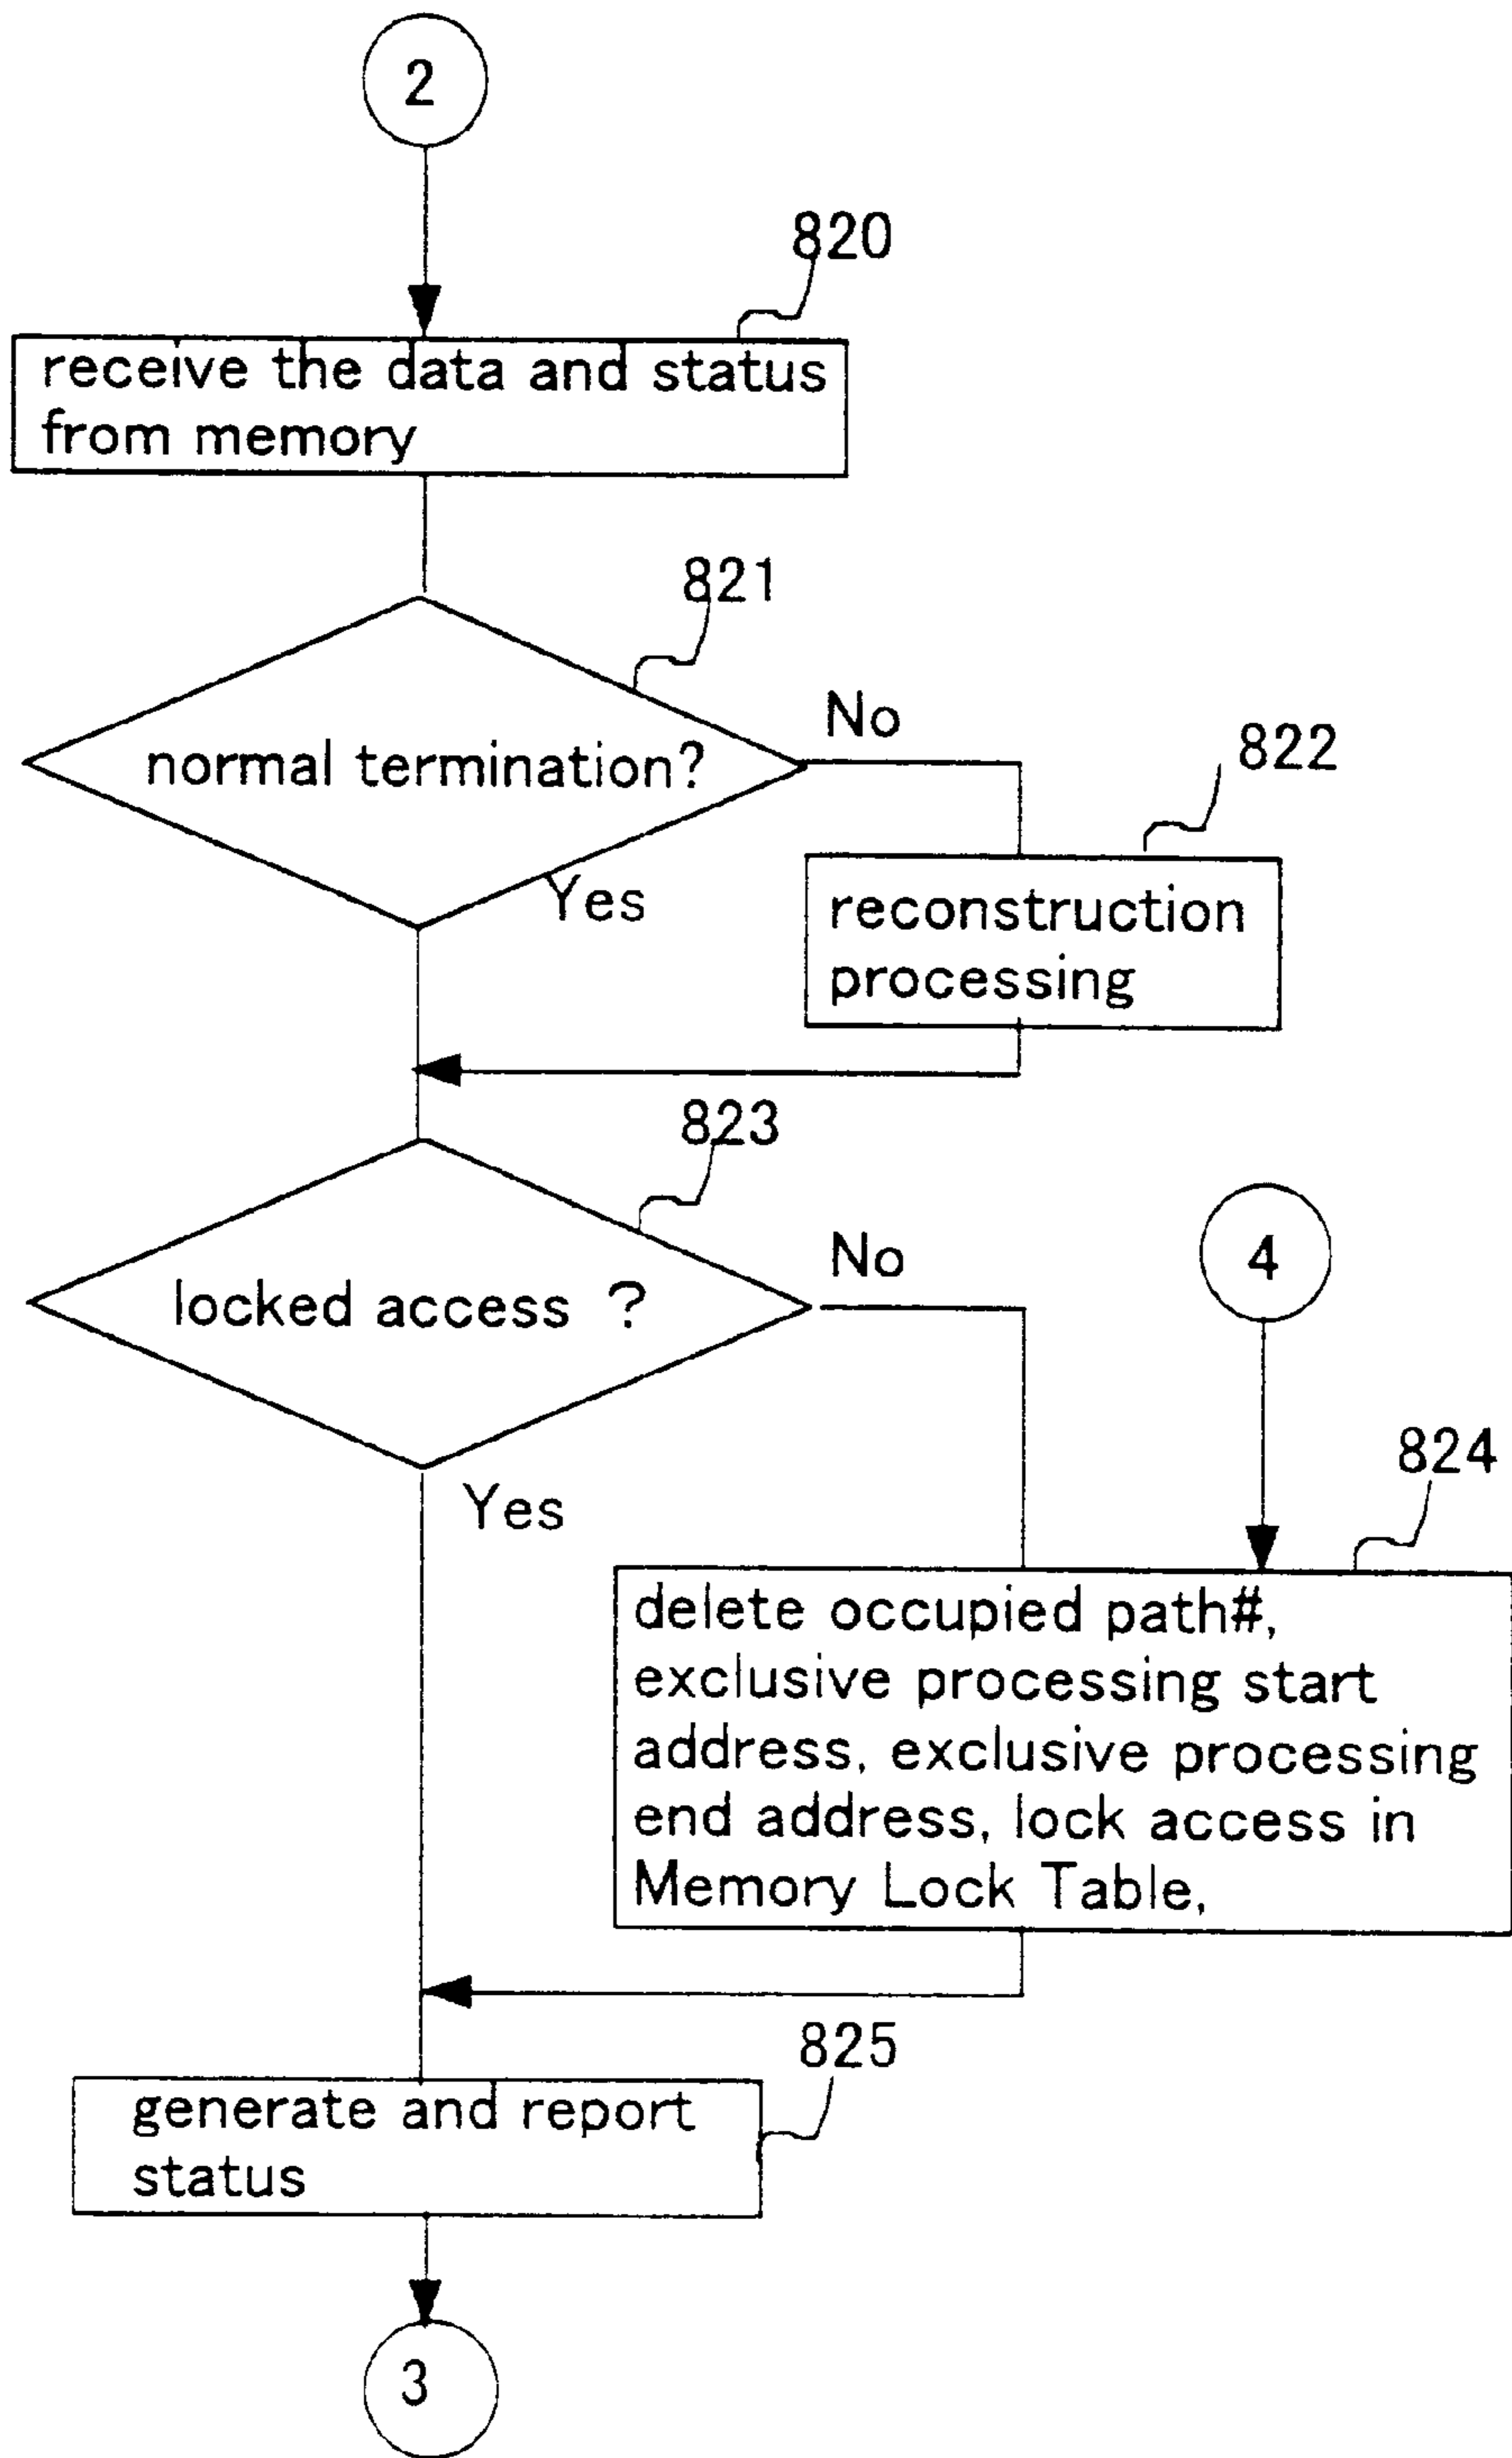 2
820
receive the data and status
from memory
821
normal termination?
No
822
Yes
reconstruction
processing
823
locked access ?
No
4
Yes
824
delete occupied path#,
exclusive processing start
address, exclusive processing
end address, lock access in
Memory Lock Table,
825
generate and report
status
3